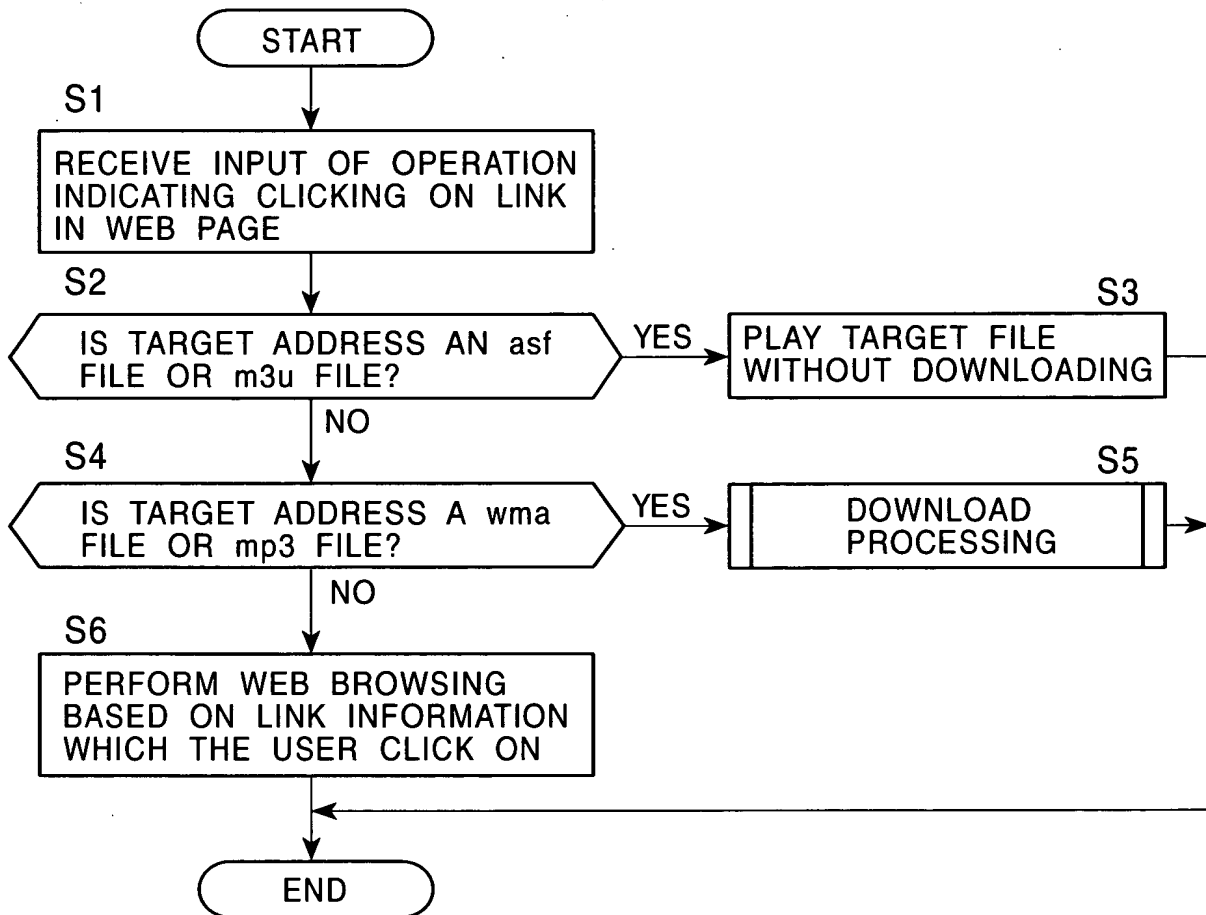 START
S1
RECEIVE INPUT OF OPERATION
INDICATING CLICKING ON LINK
IN WEB PAGE
S2
IS TARGET ADDRESS AN asf
FILE OR m3u FILE?
YES
S3
PLAY TARGET FILE
WITHOUT DOWNLOADING
NO
S4
IS TARGET ADDRESS A wma
FILE OR mp3 FILE?
YES
S5
DOWNLOAD
PROCESSING
NO
S6
PERFORM WEB BROWSING
BASED ON LINK INFORMATION
WHICH THE USER CLICK ON
END